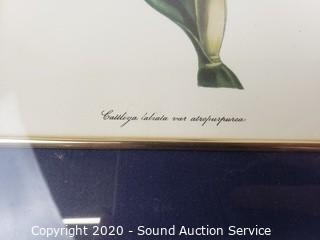 Cattleya labiata var atropurpurea
Copyright 2020 - Sound Auction Service